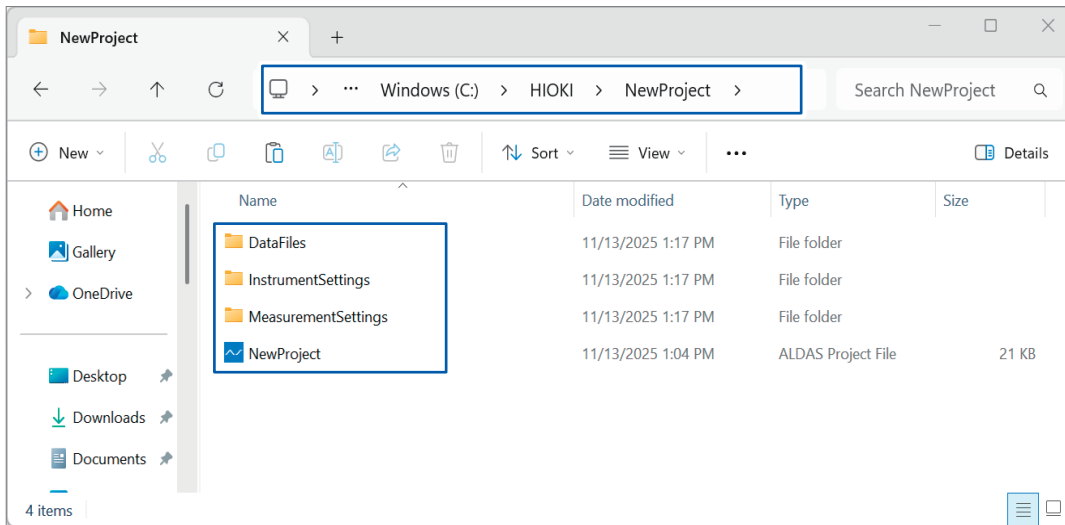 NewProject
Windows (C:) HIOKI NewProject
Search NewProject
New
Sort
View
Details
Name Date modified Type Size
Home
Gallery
OneDrive
Desktop
Downloads
Documents
DataFiles 11/13/2025 1:17 PM File folder
InstrumentSettings 11/13/2025 1:17 PM File folder
MeasurementSettings 11/13/2025 1:17 PM File folder
NewProject 11/13/2025 1:04 PM ALDAS Project File 21 KB
4 items